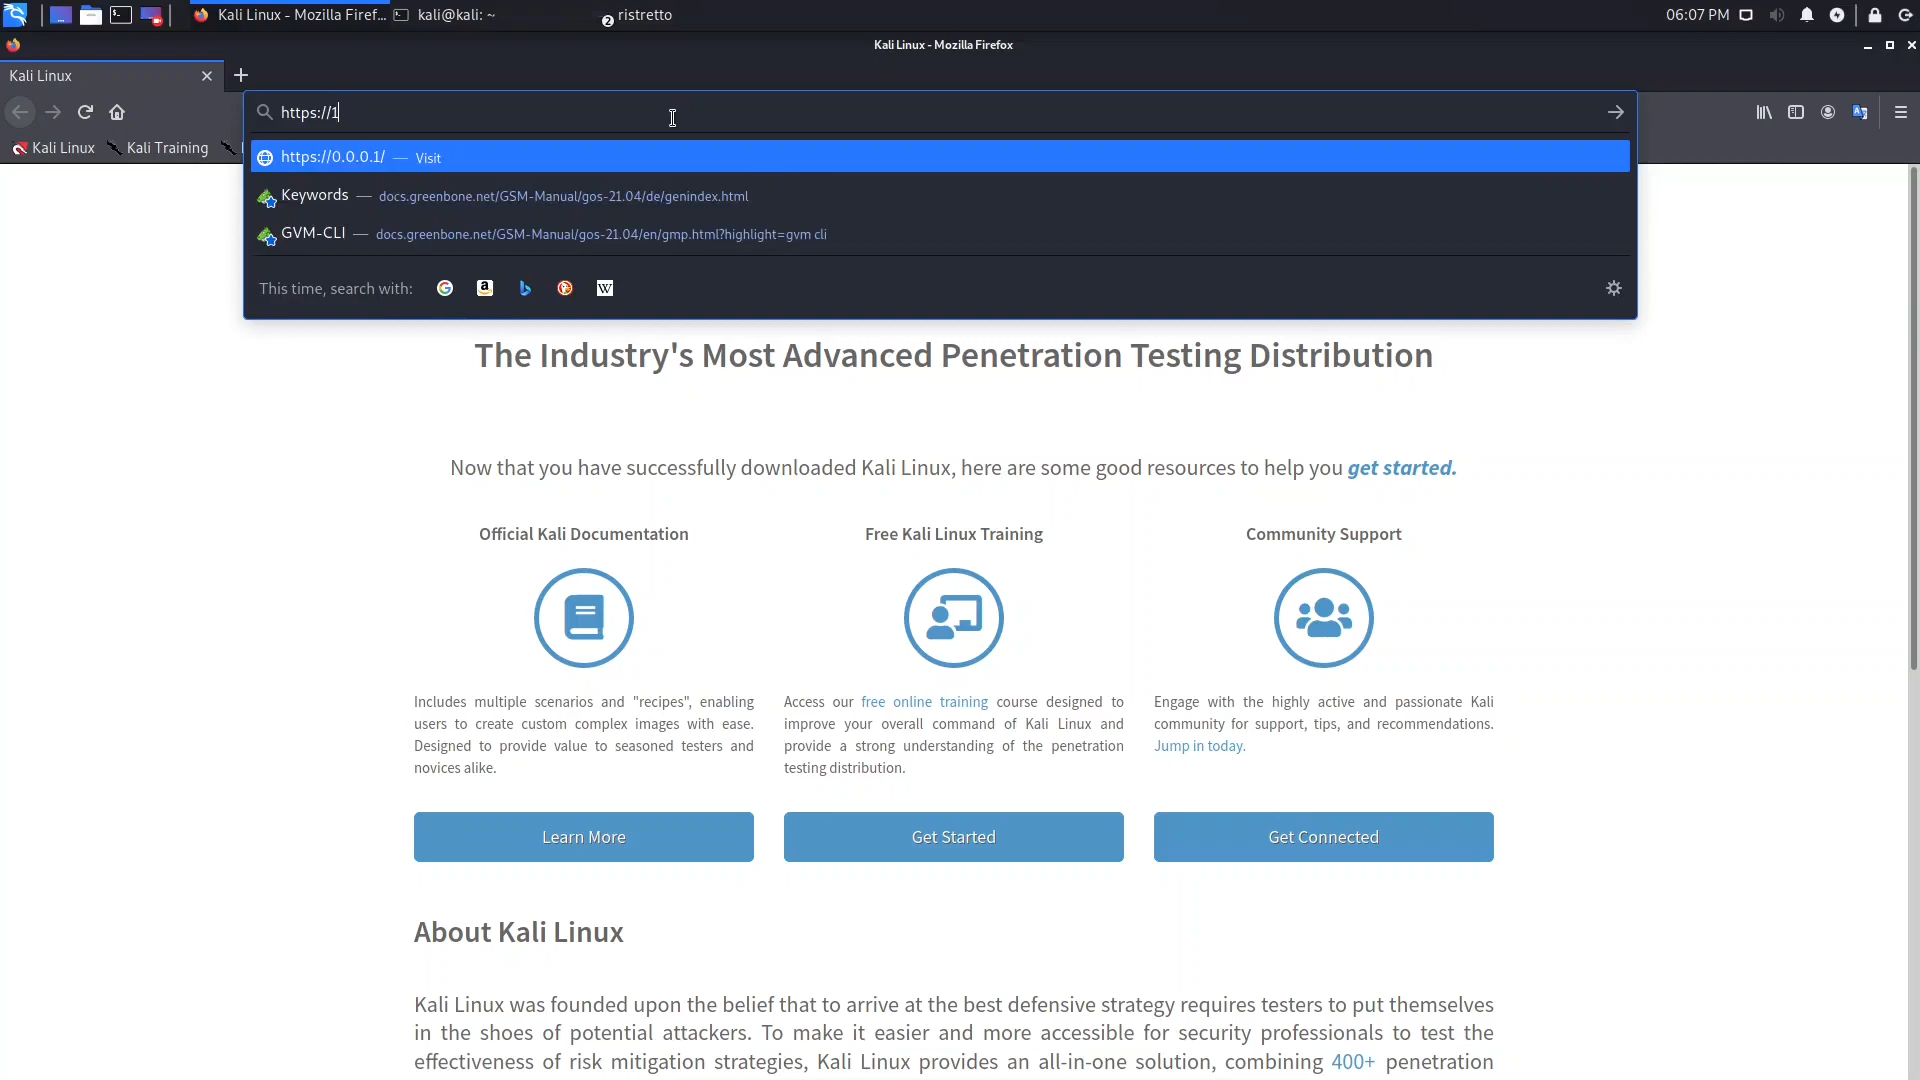 Kali Linux - Mozilla Firef...
kali@kali: ~
2
ristretto
06:07 PM
Kali Linux - Mozilla Firefox
Kali Linux
https://1
Kali Linux
Kali Training
https://0.0.0.1/ — Visit
Keywords — docs.greenbone.net/GSM-Manual/gos-21.04/de/genindex.html
GVM-CLI — docs.greenbone.net/GSM-Manual/gos-21.04/en/gmp.html?highlight=gvm cli
This time, search with:
The Industry's Most Advanced Penetration Testing Distribution
Now that you have successfully downloaded Kali Linux, here are some good resources to help you get started.
Official Kali Documentation
Includes multiple scenarios and "recipes", enabling
users to create custom complex images with ease.
Designed to provide value to seasoned testers and
novices alike.
Learn More
Free Kali Linux Training
Access our free online training course designed to
improve your overall command of Kali Linux and
provide a strong understanding of the penetration
testing distribution.
Get Started
Community Support
Engage with the highly active and passionate Kali
community for support, tips, and recommendations.
Jump in today.
Get Connected
About Kali Linux
Kali Linux was founded upon the belief that to arrive at the best defensive strategy requires testers to put themselves
in the shoes of potential attackers. To make it easier and more accessible for security professionals to test the
effectiveness of risk mitigation strategies, Kali Linux provides an all-in-one solution, combining 400+ penetration